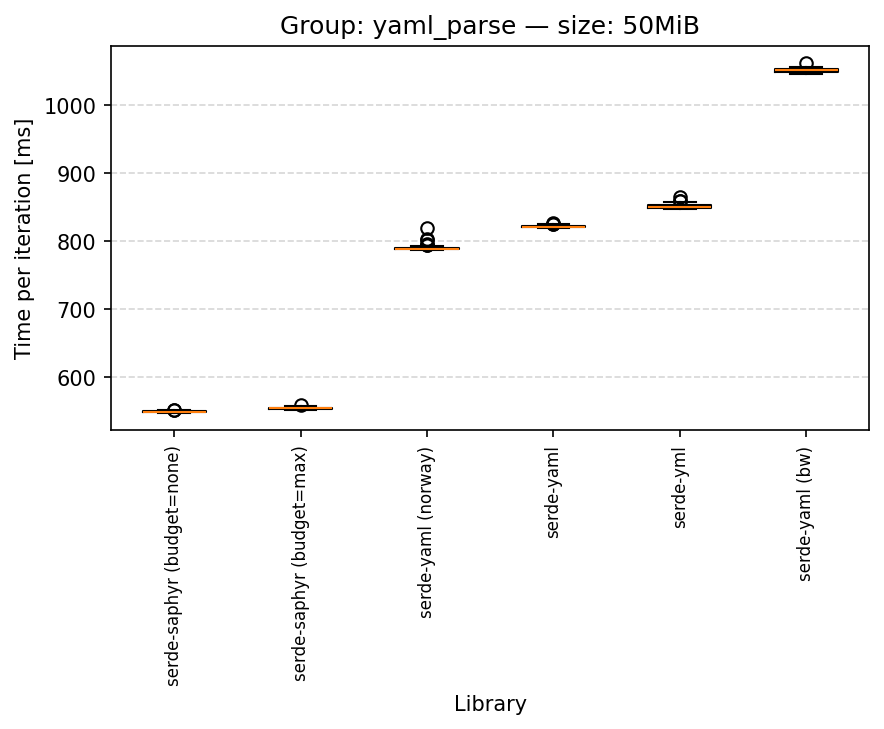 Group: yaml_parse — size: 50MiB
Time per iteration [ms]
1000
900
800
700
600
serde-saphyr (budget=none)
serde-saphyr (budget=max)
serde-yaml (norway)
serde-yaml
serde-yml
serde-yaml (bw)
Library